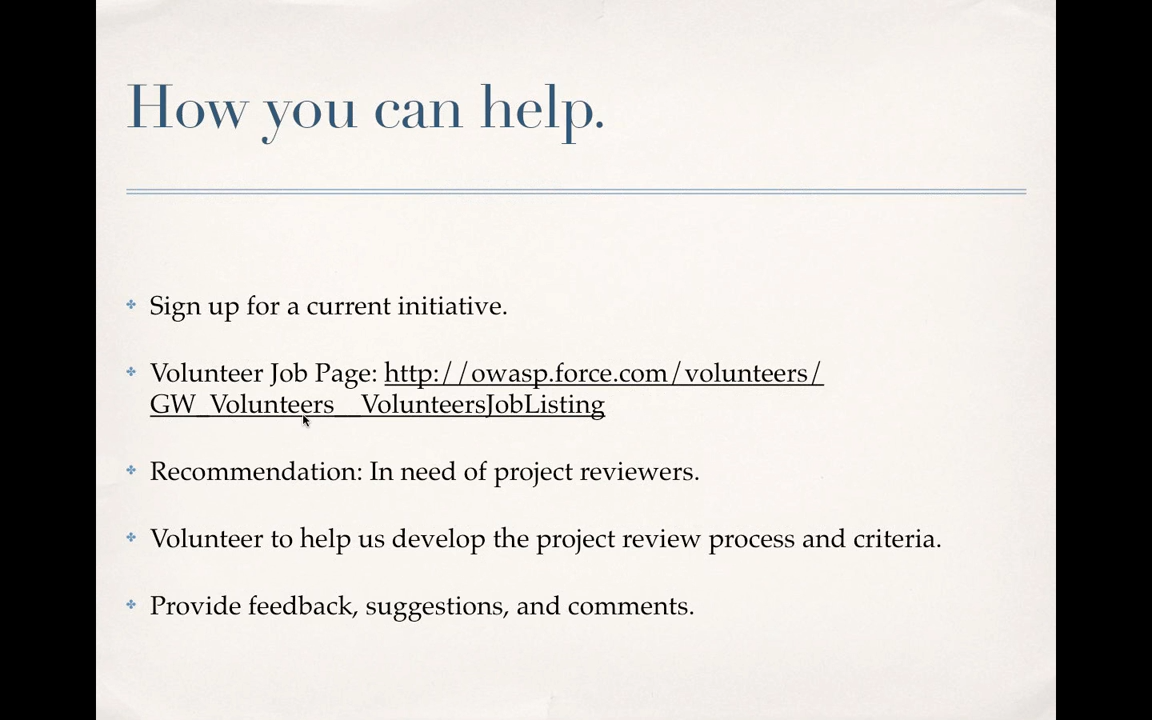 How you can help.
Sign up for a current initiative.
Volunteer Job Page: http://owasp.force.com/volunteers/
GW_Volunteers__VolunteersJobListing
Recommendation: In need of project reviewers.
Volunteer to help us develop the project review process and criteria.
Provide feedback, suggestions, and comments.